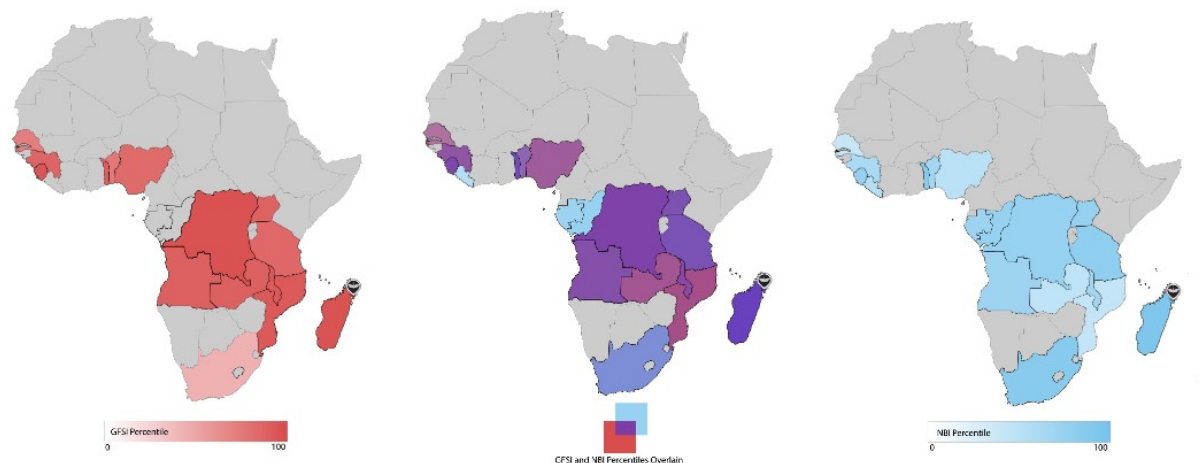 GFSI Percentile
0 100
GFSI and NBI Percentiles Overlain
NBI Percentile
0 100